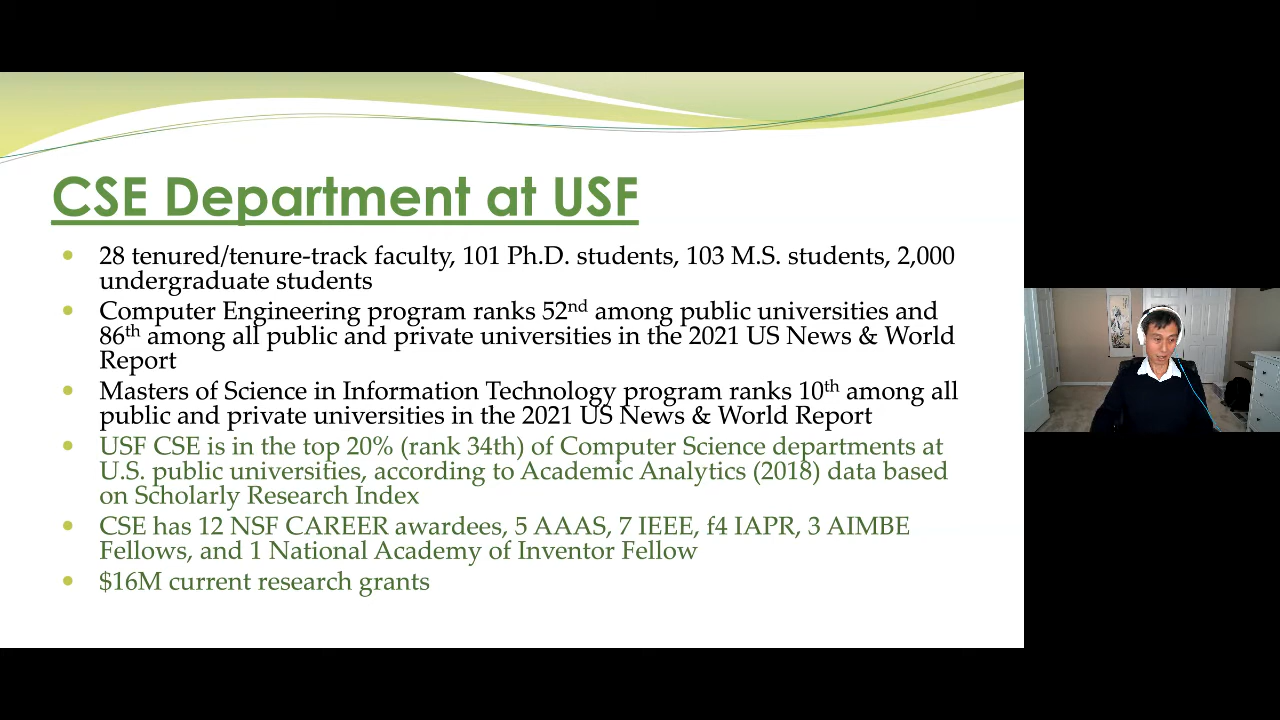 CSE Department at USF
• 28 tenured/tenure-track faculty, 101 Ph.D. students, 103 M.S. students, 2,000
undergraduate students
• Computer Engineering program ranks 52nd among public universities and
86th among all public and private universities in the 2021 US News & World
Report
• Masters of Science in Information Technology program ranks 10th among all
public and private universities in the 2021 US News & World Report
• USF CSE is in the top 20% (rank 34th) of Computer Science departments at
U.S. public universities, according to Academic Analytics (2018) data based
on Scholarly Research Index
• CSE has 12 NSF CAREER awardees, 5 AAAS, 7 IEEE, f4 IAPR, 3 AIMBE
Fellows, and 1 National Academy of Inventor Fellow
• $16M current research grants